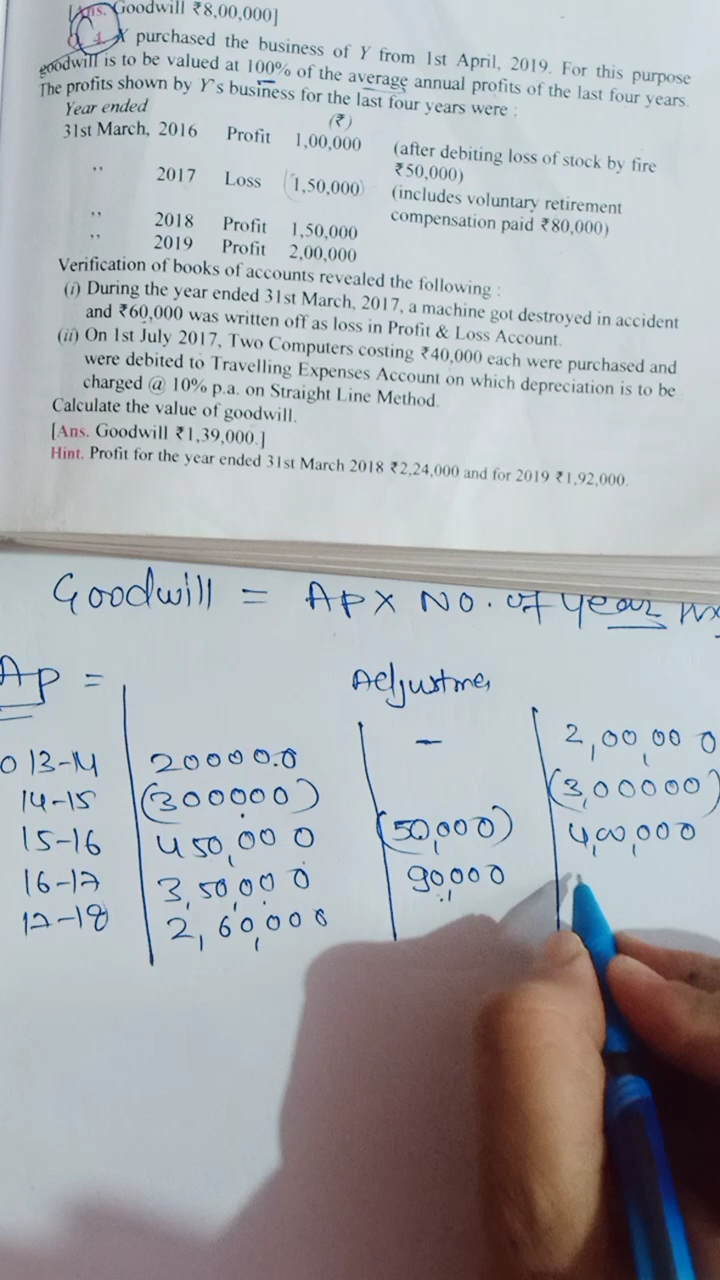 [Ans. Goodwill ₹8,00,000]
Q. 4. X purchased the business of Y from 1st April, 2019. For this purpose
goodwill is to be valued at 100% of the average annual profits of the last four years.
The profits shown by Y's business for the last four years were :
Year ended (₹)
31st March, 2016 Profit 1,00,000 (after debiting loss of stock by fire
₹50,000)
,, 2017 Loss (1,50,000) (includes voluntary retirement
compensation paid ₹80,000)
,, 2018 Profit 1,50,000
,, 2019 Profit 2,00,000
Verification of books of accounts revealed the following :
(i) During the year ended 31st March, 2017, a machine got destroyed in accident
and ₹60,000 was written off as loss in Profit & Loss Account.
(ii) On 1st July 2017, Two Computers costing ₹40,000 each were purchased and
were debited to Travelling Expenses Account on which depreciation is to be
charged @ 10% p.a. on Straight Line Method.
Calculate the value of goodwill.
[Ans. Goodwill ₹1,39,000.]
Hint. Profit for the year ended 31st March 2018 ₹2,24,000 and for 2019 ₹1,92,000.
Goodwill = AP X NO. of year
AP = Adjustme
013-14 20000.0 - 2,00,000
14-15 (300000) (3,00000)
15-16 450,000 (50,000) 4,00,000
16-17 3,50,000 90,000
17-18 2,60,000